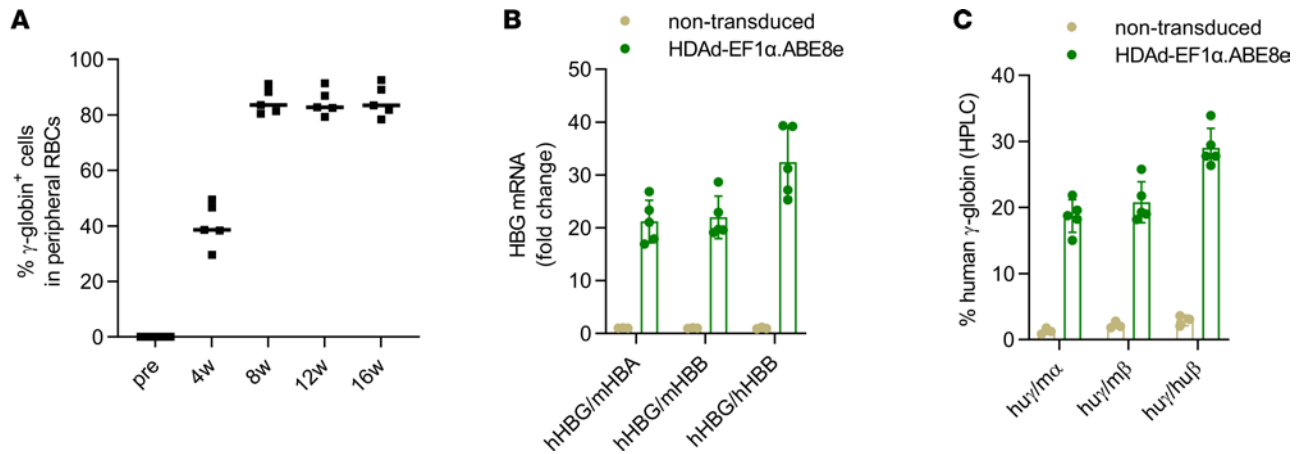 A
% γ-globin⁺ cells
in peripheral RBCs
100
80
60
40
20
0
pre
4w
8w
12w
16w
B
non-transduced
HDAd-EF1α.ABE8e
HBG mRNA
(fold change)
50
40
30
20
10
0
hHBG/mHBA
hHBG/mHBB
hHBG/hHBB
C
non-transduced
HDAd-EF1α.ABE8e
% human γ-globin (HPLC)
40
30
20
10
0
huγ/mα
huγ/mβ
huγ/huβ